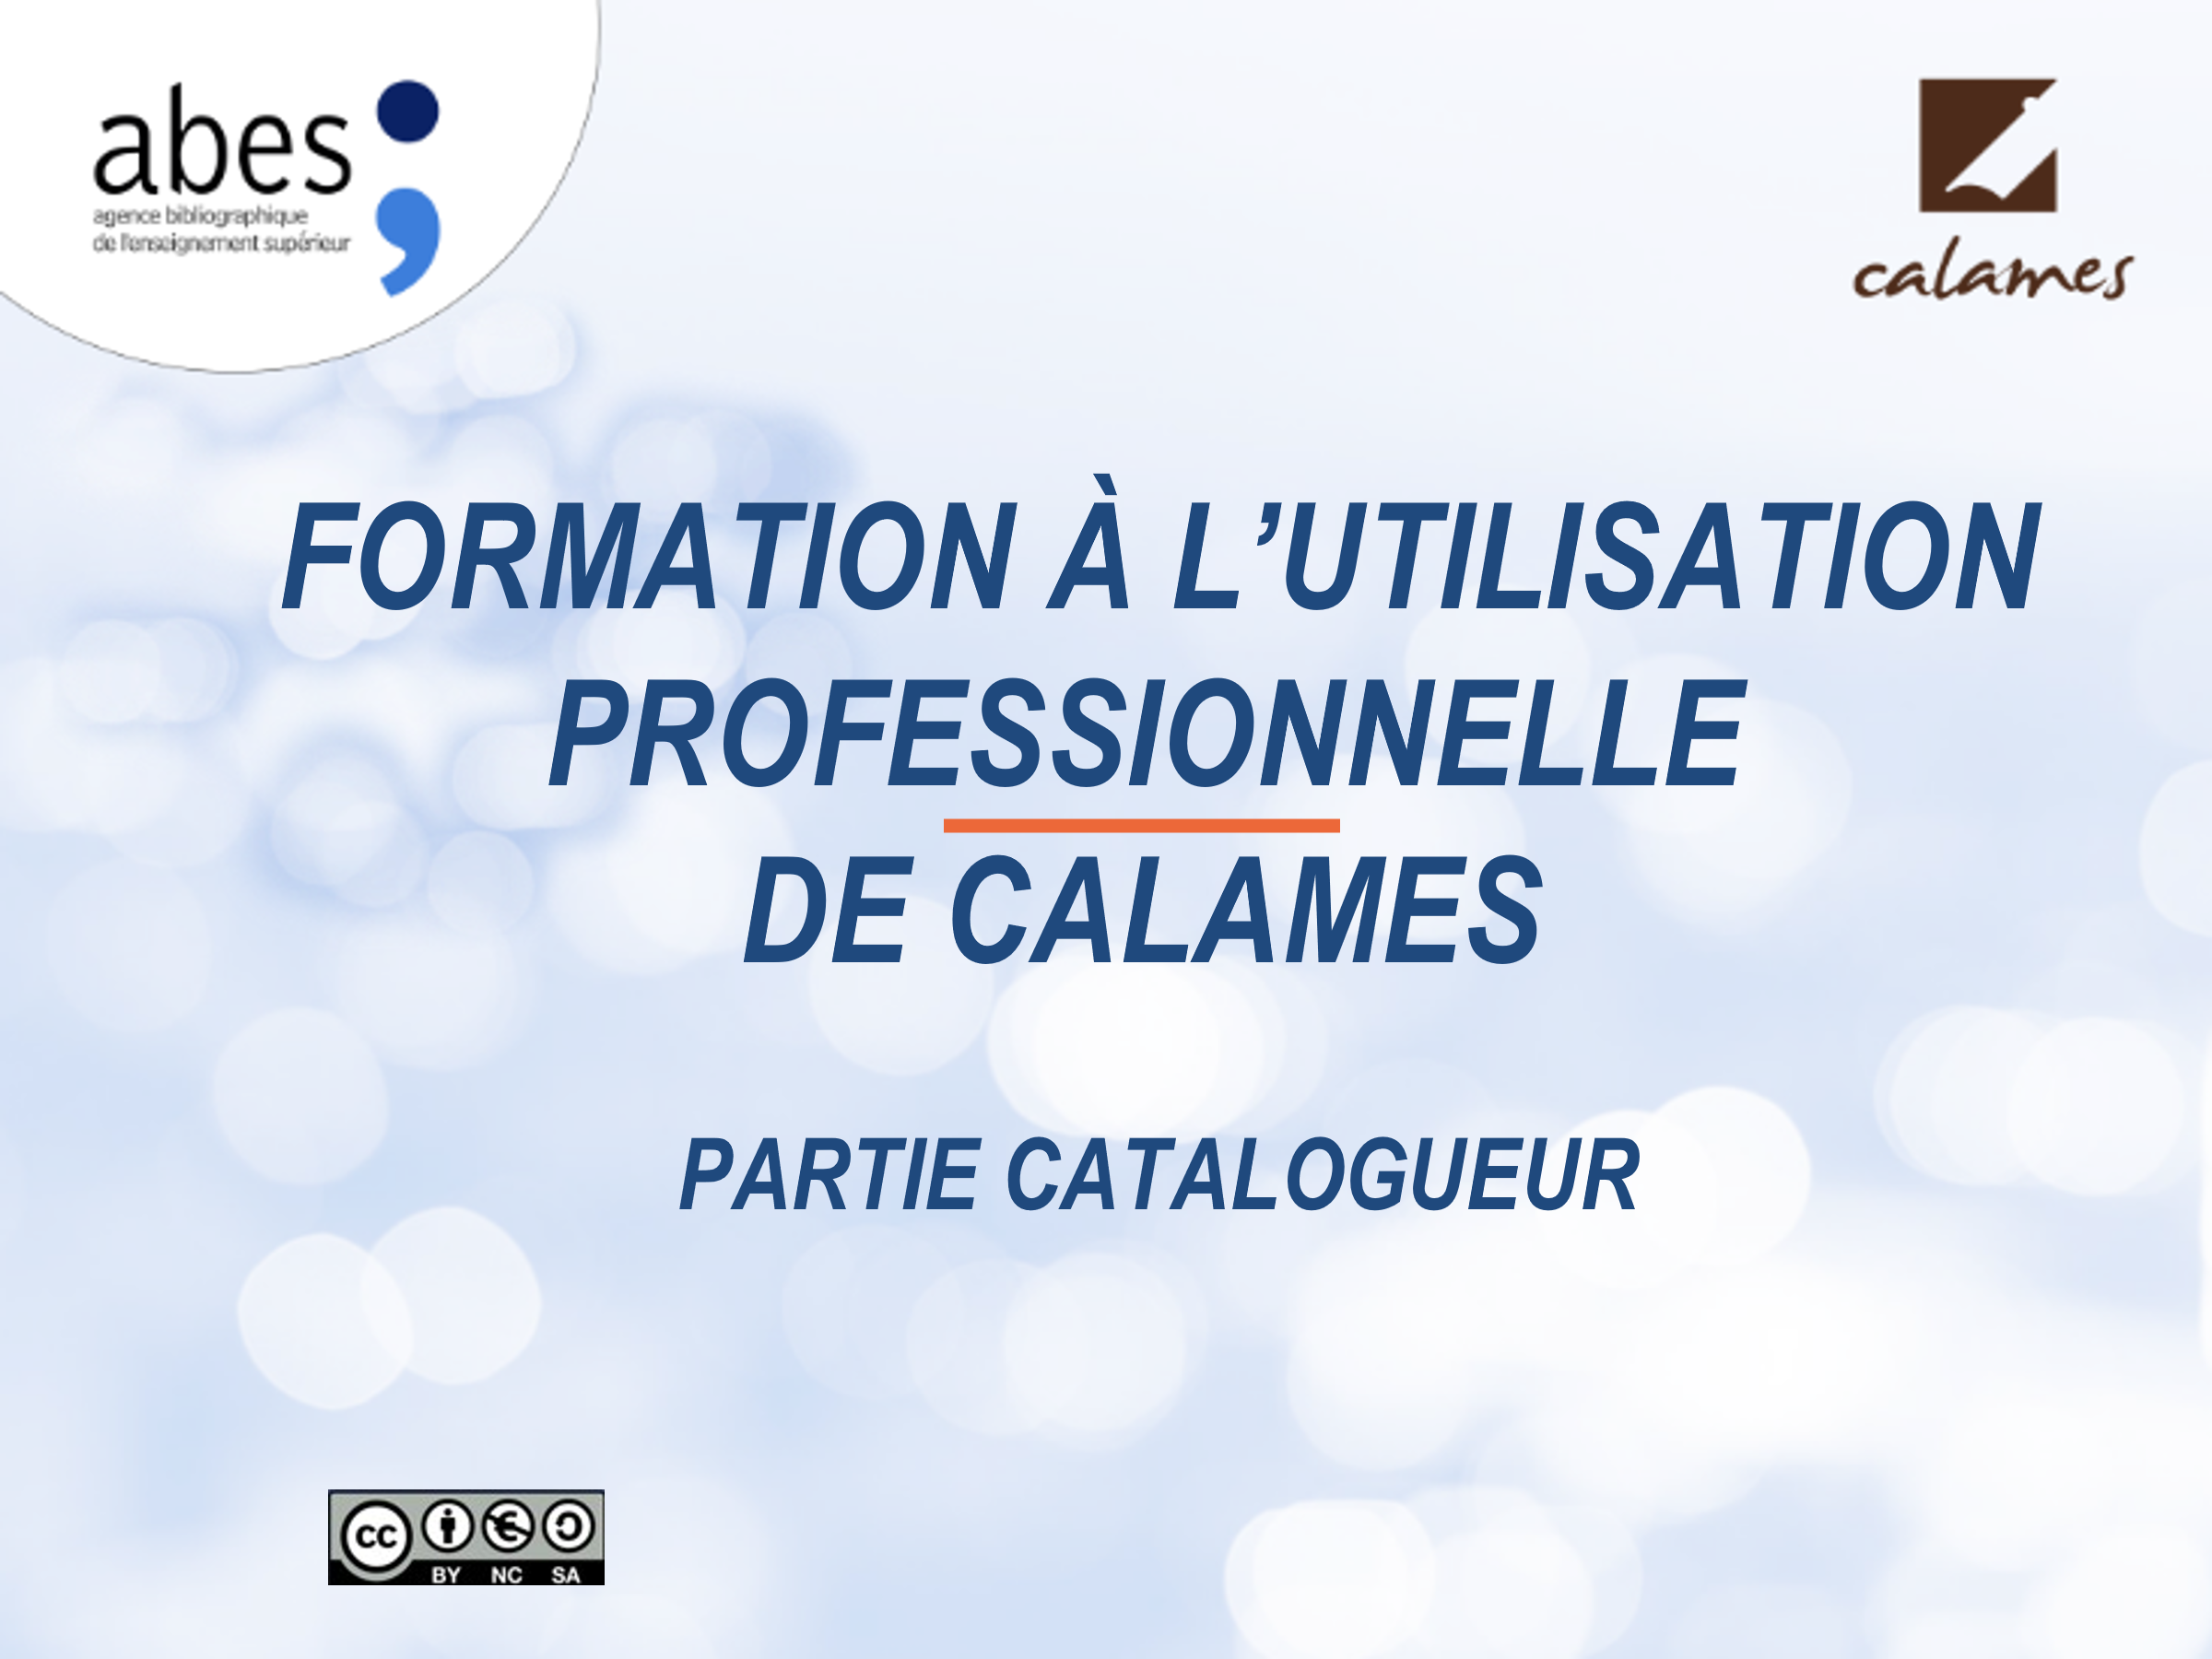 abes
agence bibliographique
de l'enseignement supérieur
calames
FORMATION À L’UTILISATION
PROFESSIONNELLE
DE CALAMES
PARTIE CATALOGUEUR
cc
BY NC SA